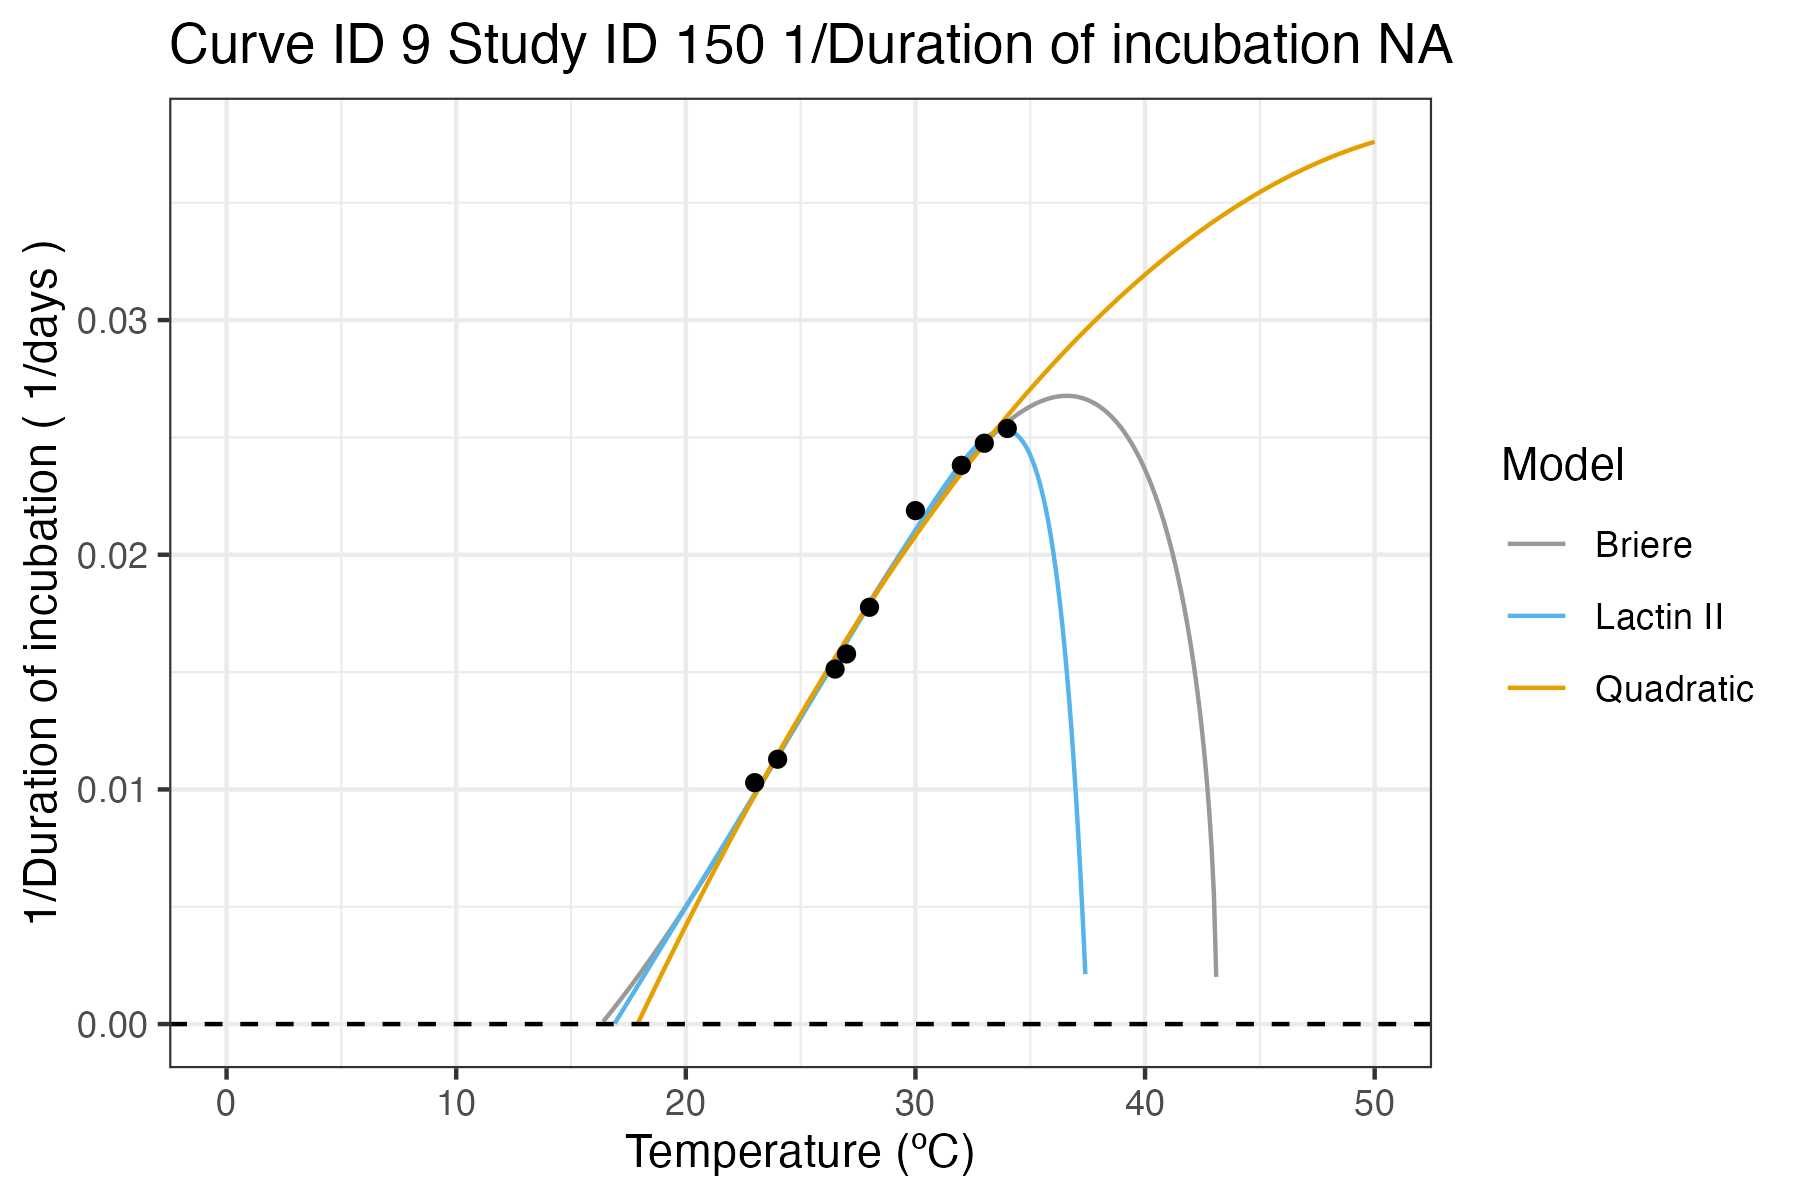 Curve ID 9 Study ID 150 1/Duration of incubation NA
1/Duration of incubation ( 1/days )
0.03
0.02
0.01
0.00
0 10 20 30 40 50
Temperature (ºC)
Model
Briere
Lactin II
Quadratic